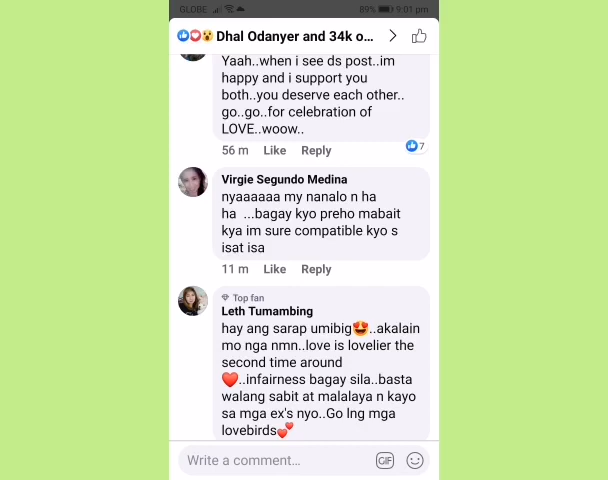 GLOBE 89% 9:01 pm
Dhal Odanyer and 34k o...
Yaah..when i see ds post..im
happy and i support you
both..you deserve each other..
go..go..for celebration of
LOVE..woow..
56 m Like Reply 7
Virgie Segundo Medina
nyaaaaaa my nanalo n ha
ha ...bagay kyo preho mabait
kya im sure compatible kyo s
isat isa
11 m Like Reply
Top fan
Leth Tumambing
hay ang sarap umibig😍..akalain
mo nga nmn..love is lovelier the
second time around
❤️..infairness bagay sila..basta
walang sabit at malalaya n kayo
sa mga ex's nyo..Go lng mga
lovebirds💕
Write a comment... GIF